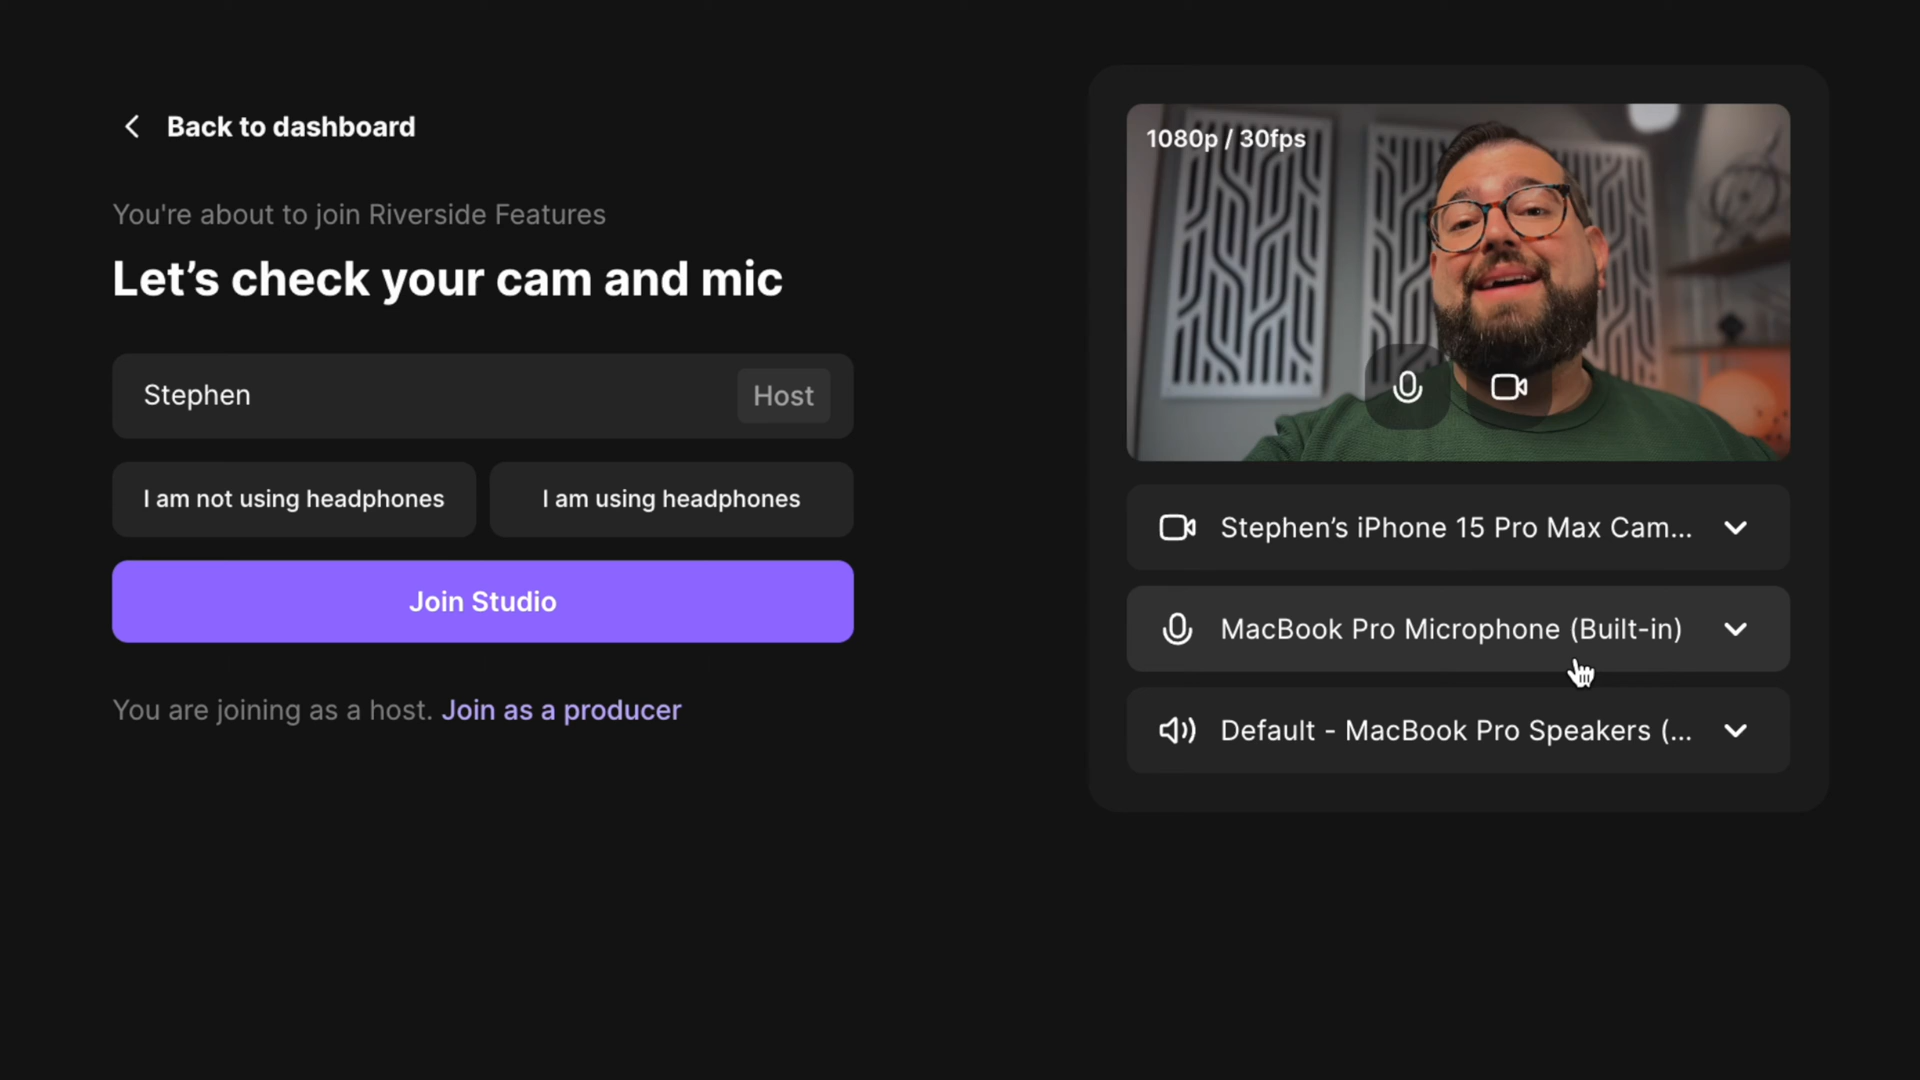 Back to dashboard
You're about to join Riverside Features
Let’s check your cam and mic
Stephen
Host
I am not using headphones
I am using headphones
Join Studio
You are joining as a host. Join as a producer
1080p / 30fps
Stephen’s iPhone 15 Pro Max Cam...
MacBook Pro Microphone (Built-in)
Default - MacBook Pro Speakers (...